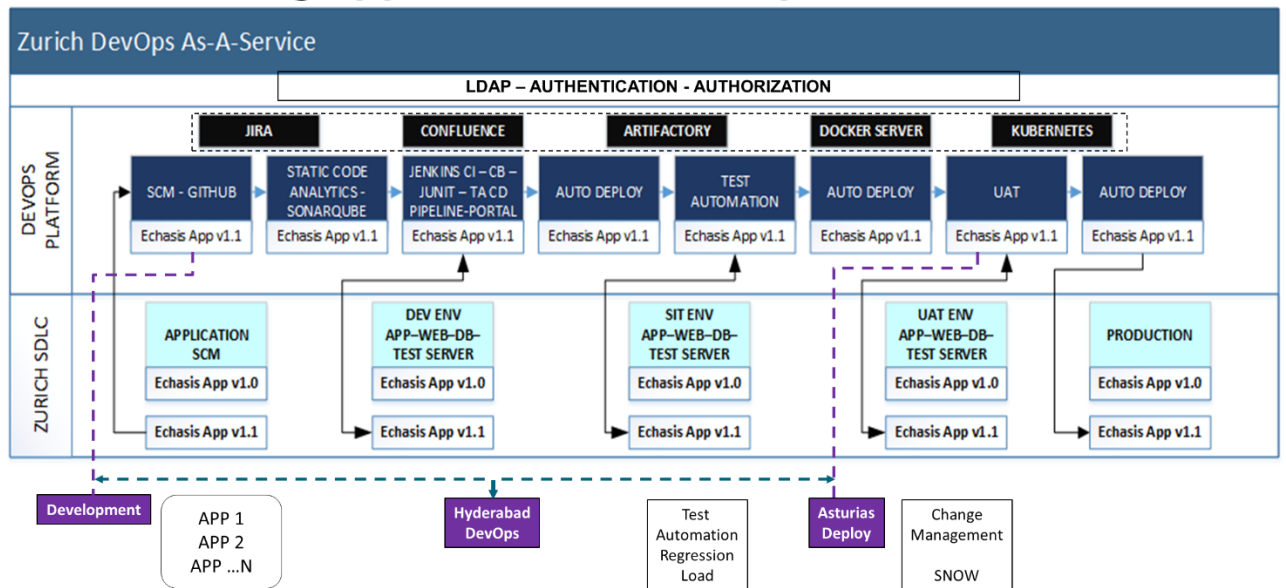 Zurich DevOps As-A-Service
LDAP – AUTHENTICATION - AUTHORIZATION
DEVOPS
PLATFORM
JIRA
CONFLUENCE
ARTIFACTORY
DOCKER SERVER
KUBERNETES
SCM - GITHUB
Echasis App v1.1
STATIC CODE
ANALYTICS -
SONARQUBE
Echasis App v1.1
JENKINS CI – CB –
JUNIT – TA CD
PIPELINE-PORTAL
Echasis App v1.1
AUTO DEPLOY
Echasis App v1.1
TEST
AUTOMATION
Echasis App v1.1
AUTO DEPLOY
Echasis App v1.1
UAT
Echasis App v1.1
AUTO DEPLOY
Echasis App v1.1
ZURICH SDLC
APPLICATION
SCM
Echasis App v1.0
Echasis App v1.1
DEV ENV
APP–WEB–DB–
TEST SERVER
Echasis App v1.0
Echasis App v1.1
SIT ENV
APP–WEB–DB–
TEST SERVER
Echasis App v1.0
Echasis App v1.1
UAT ENV
APP–WEB–DB–
TEST SERVER
Echasis App v1.0
Echasis App v1.1
PRODUCTION
Echasis App v1.0
Echasis App v1.1
Development
APP 1
APP 2
APP ...N
Hyderabad
DevOps
Test
Automation
Regression
Load
Asturias
Deploy
Change
Management
SNOW